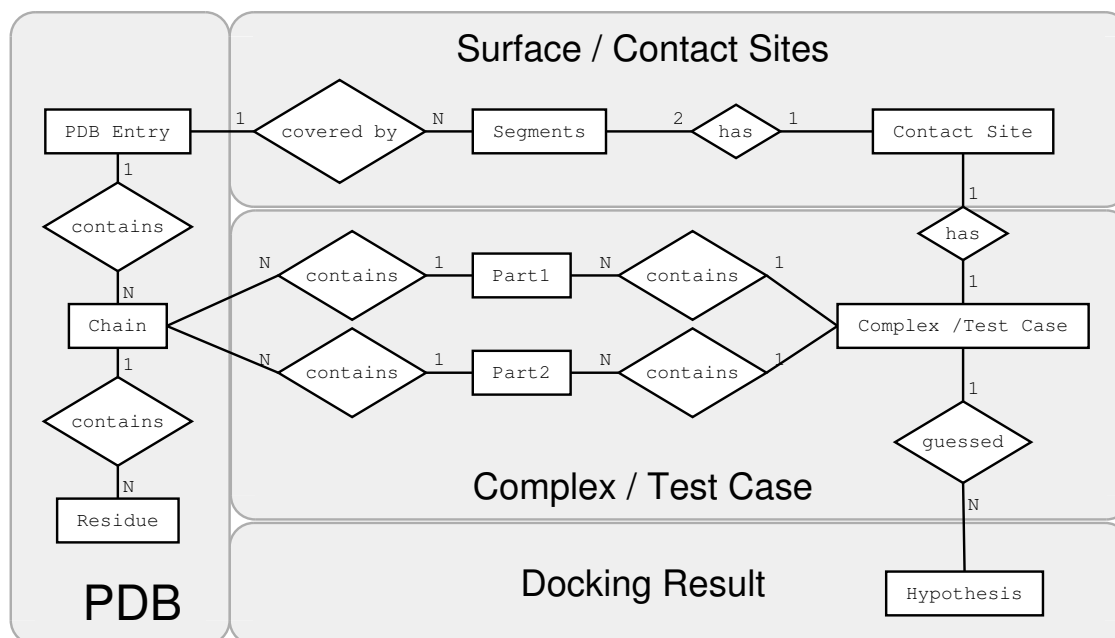 Surface / Contact Sites
PDB Entry
1
covered by
N
Segments
2
has
1
Contact Site
1
contains
N
Chain
1
contains
N
Residue
PDB
N
contains
1
Part1
N
contains
1
N
contains
1
Part2
N
contains
1
1
has
1
Complex /Test Case
1
guessed
N
Complex / Test Case
Docking Result
Hypothesis